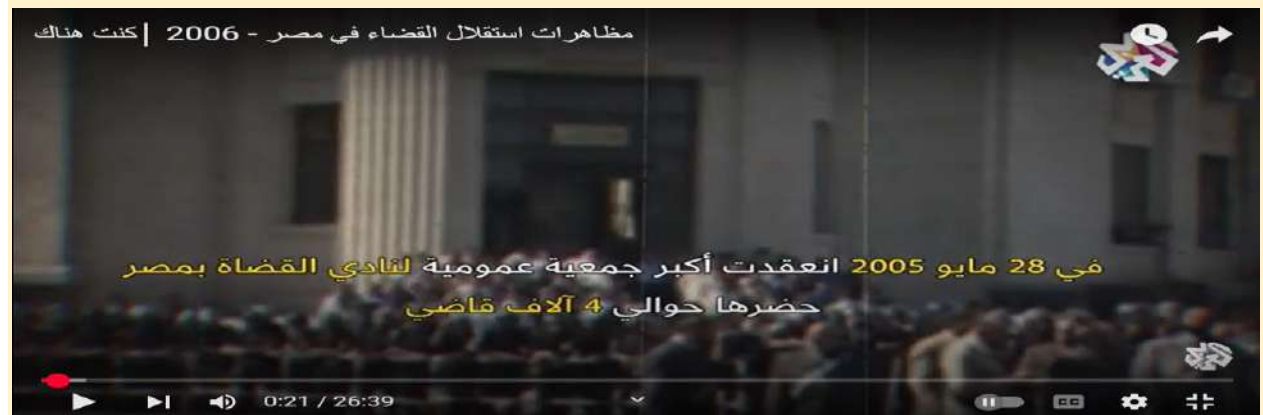 مظاهرات استقلال القضاء في مصر - 2006 | كنت هناك
في 28 مايو 2005 انعقدت أكبر جمعية عمومية لنادي القضاة بمصر
حضرها حوالي 4 آلاف قاضي
0:21 / 26:39
CC